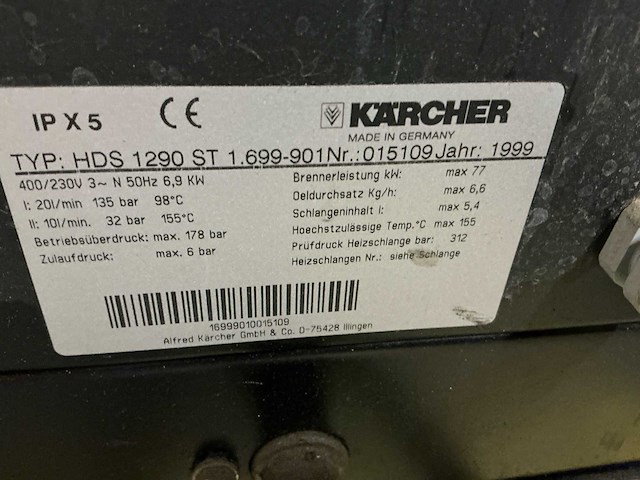 IP X 5 CE KÄRCHER
MADE IN GERMANY
TYP: HDS 1290 ST 1.699-901 Nr.: 015109 Jahr: 1999
400/230V 3~ N 50Hz 6,9 KW
I: 20l/min 135 bar 98°C
II: 10l/min. 32 bar 155°C
Betriebsüberdruck: max. 178 bar
Zulaufdruck: max. 6 bar
Brennerleistung kW: max 77
Oeldurchsatz Kg/h: max 6,6
Schlangeninhalt l: max 5,4
Hoechstzulässige Temp.°C max 155
Prüfdruck Heizschlange bar: 312
Heizschlangen Nr.: siehe Schlange
16999010015109
Alfred Kärcher GmbH & Co. D-75428 Illingen